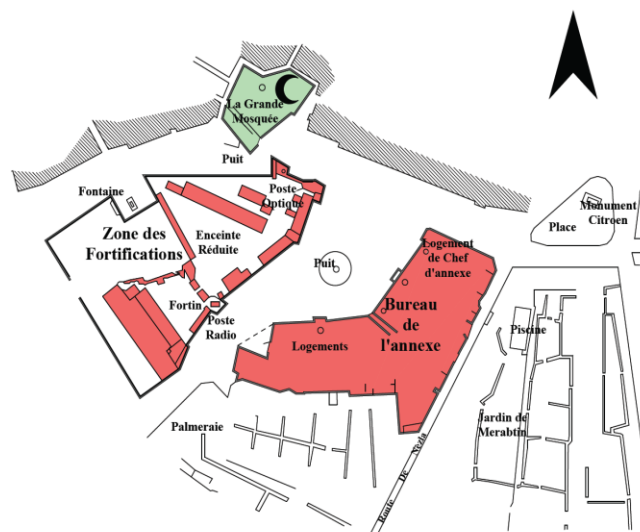 La Grande
Mosquée
Puit
Fontaine
Poste
Optique
Zone des
Fortifications
Enceinte
Réduite
Monument
Citroen
Place
Logement
de Chef
d'annexe
Puit
Fortin
Poste
Radio
Bureau
de
l'annexe
Logements
Piscine
Palmeraie
Jardin de
Merabtin
Route De Nezla